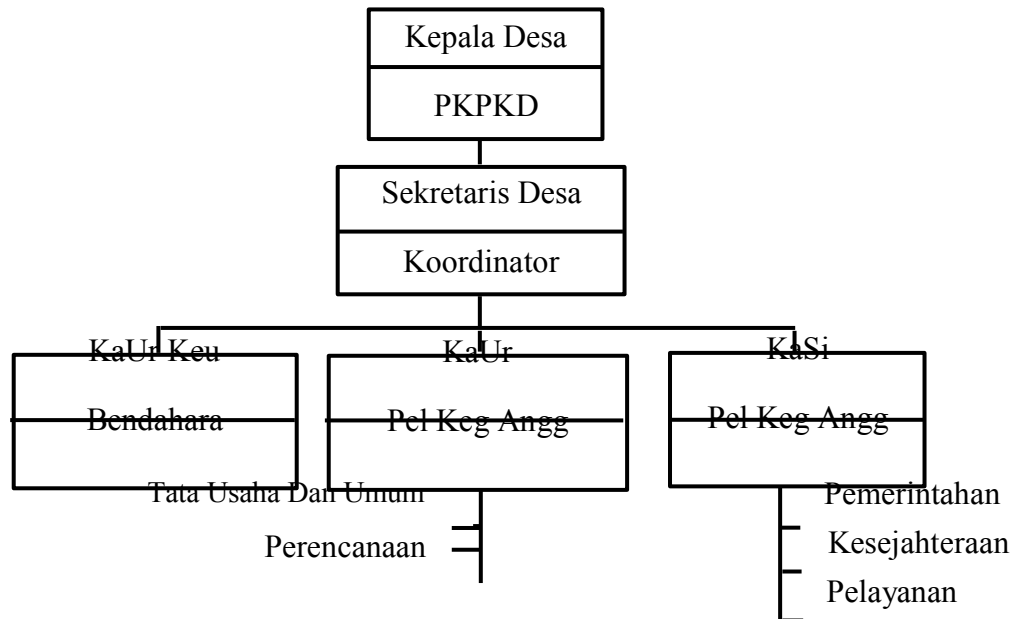 Kepala Desa
PKPKD
Sekretaris Desa
Koordinator
KaUr Keu
Bendahara
KaUr
Pel Keg Angg
KaSi
Pel Keg Angg
Tata Usaha Dan Umum
Perencanaan
Pemerintahan
Kesejahteraan
Pelayanan